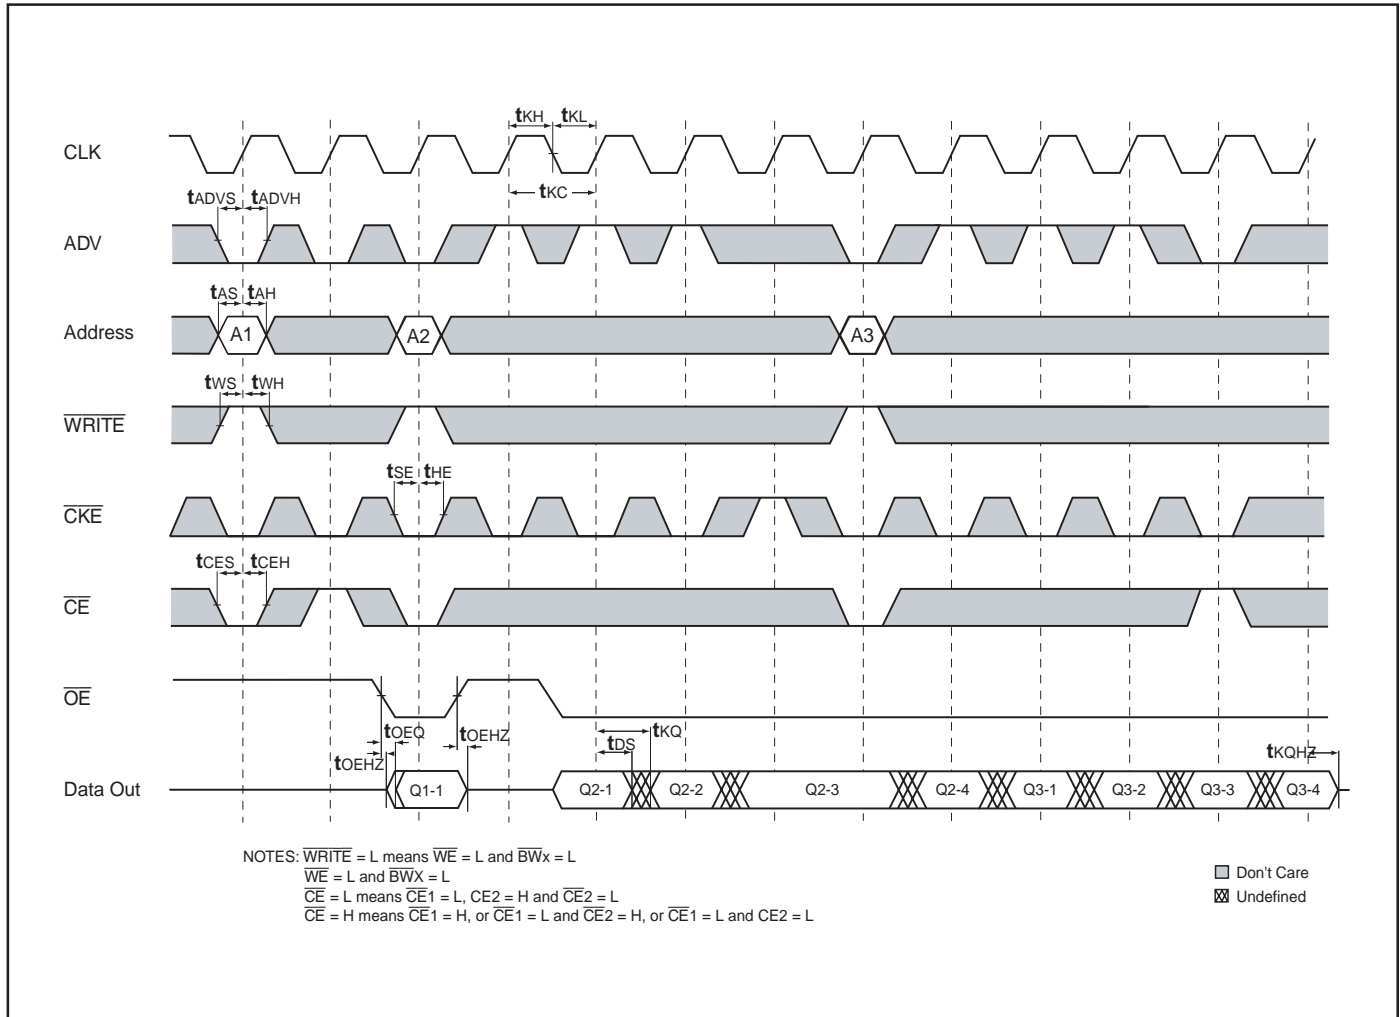 tKH tKL
CLK
tKC
tADVS tADVH
ADV
tAS tAH
Address A1 A2 A3
tWS tWH
WRITE
tSE tHE
CKE
tCES tCEH
CE
OE
tOEQ tOEHZ tKQ
tDS
tOEHZ tKQHZ
Data Out Q1-1 Q2-1 Q2-2 Q2-3 Q2-4 Q3-1 Q3-2 Q3-3 Q3-4
NOTES: WRITE = L means WE = L and BWx = L
WE = L and BWX = L
CE = L means CE1 = L, CE2 = H and CE2 = L
CE = H means CE1 = H, or CE1 = L and CE2 = H, or CE1 = L and CE2 = L
Don't Care
Undefined